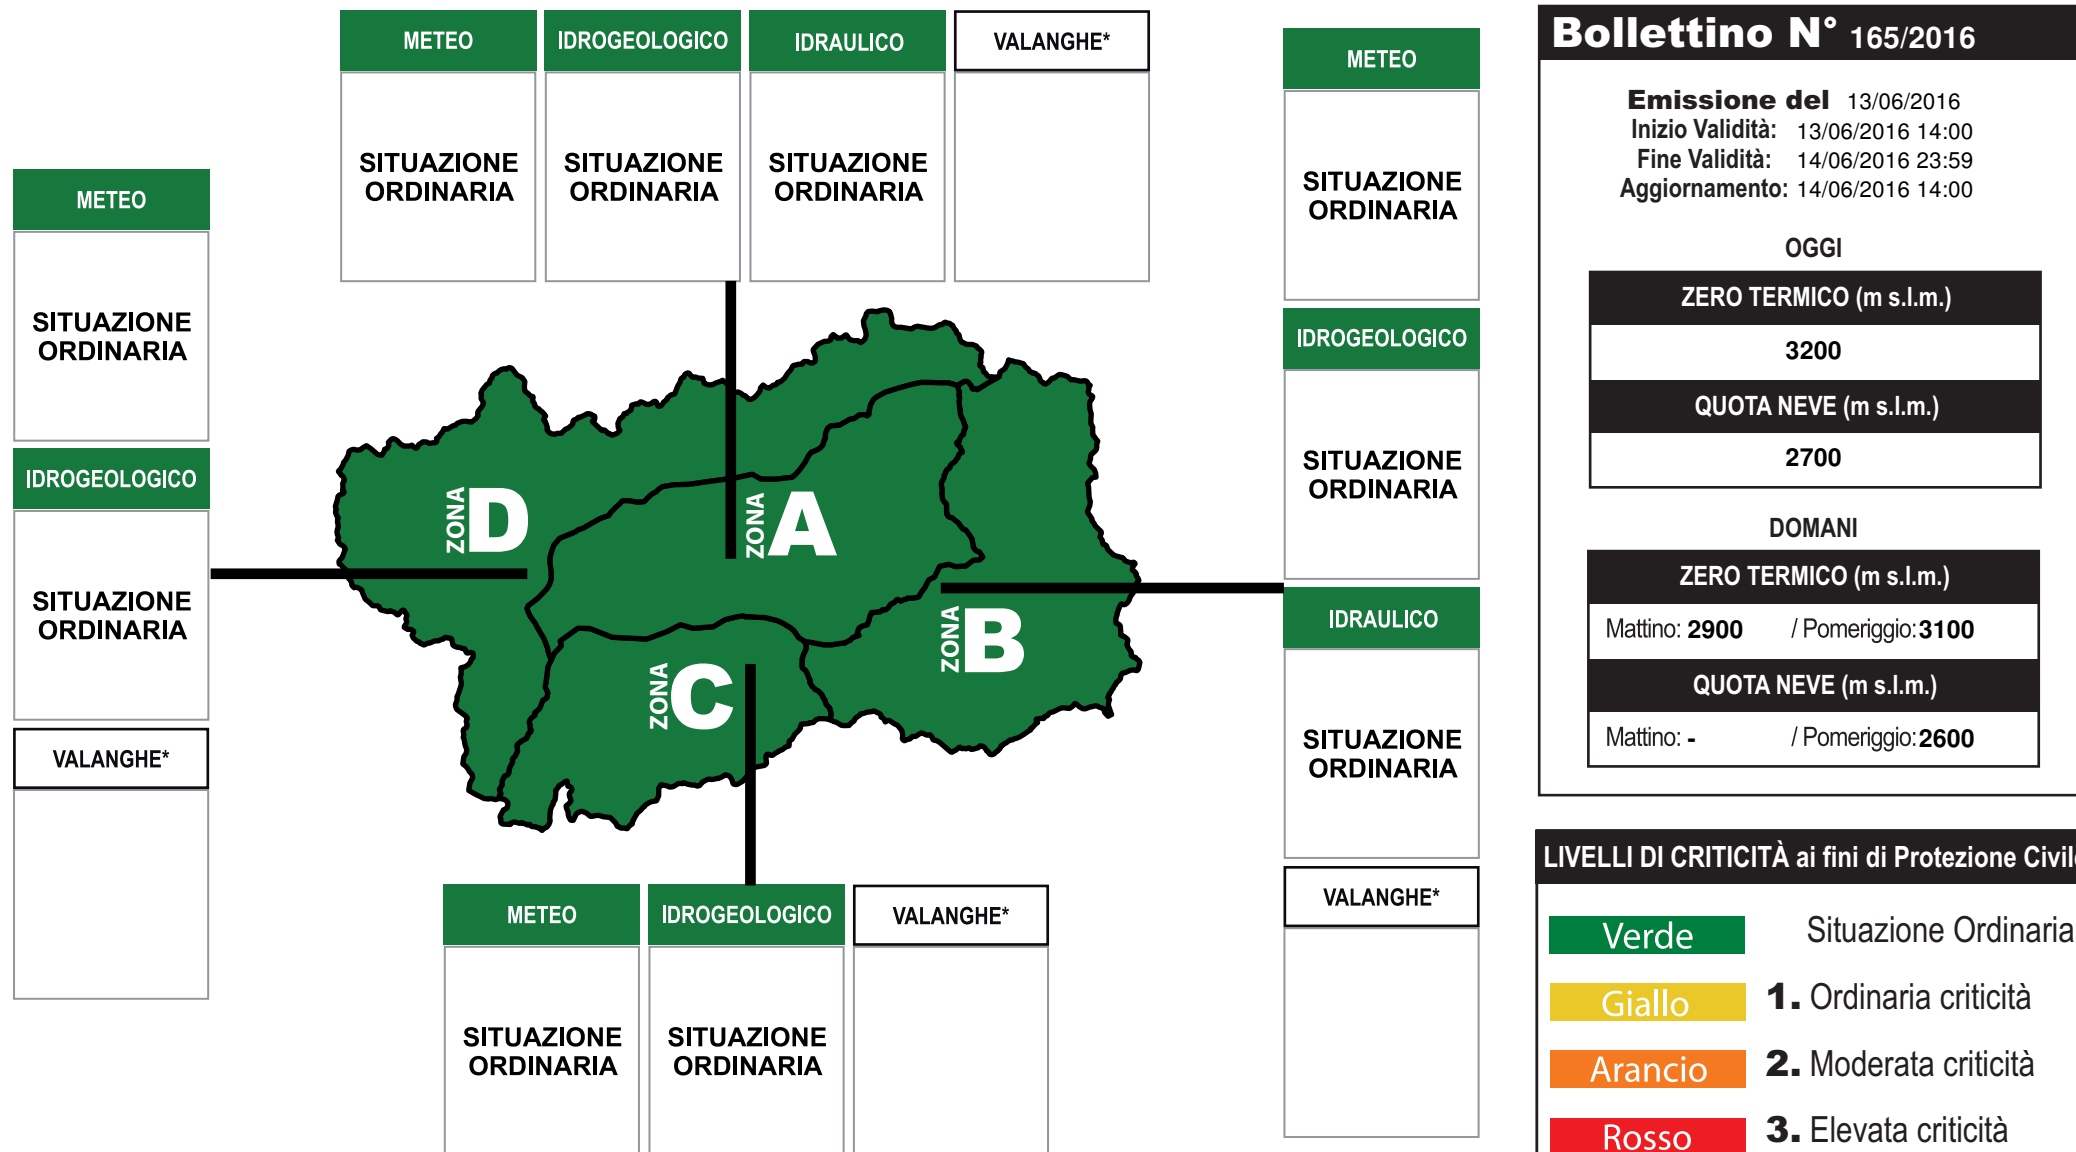 METEO IDROGEOLOGICO IDRAULICO VALANGHE*
SITUAZIONE ORDINARIA
SITUAZIONE ORDINARIA
SITUAZIONE ORDINARIA
METEO
SITUAZIONE
ORDINARIA
IDROGEOLOGICO
SITUAZIONE
ORDINARIA
VALANGHE*
ZONA D
ZONA A
ZONA B
ZONA C
METEO
SITUAZIONE
ORDINARIA
IDROGEOLOGICO
SITUAZIONE
ORDINARIA
IDRAULICO
SITUAZIONE
ORDINARIA
VALANGHE*
METEO IDROGEOLOGICO VALANGHE*
SITUAZIONE ORDINARIA
SITUAZIONE ORDINARIA
Bollettino N° 165/2016
Emissione del 13/06/2016
Inizio Validità: 13/06/2016 14:00
Fine Validità: 14/06/2016 23:59
Aggiornamento: 14/06/2016 14:00
OGGI
ZERO TERMICO (m s.l.m.)
3200
QUOTA NEVE (m s.l.m.)
2700
DOMANI
ZERO TERMICO (m s.l.m.)
Mattino: 2900 / Pomeriggio: 3100
QUOTA NEVE (m s.l.m.)
Mattino: - / Pomeriggio: 2600
LIVELLI DI CRITICITÀ ai fini di Protezione Civile
Verde Situazione Ordinaria
Giallo 1. Ordinaria criticità
Arancio 2. Moderata criticità
Rosso 3. Elevata criticità